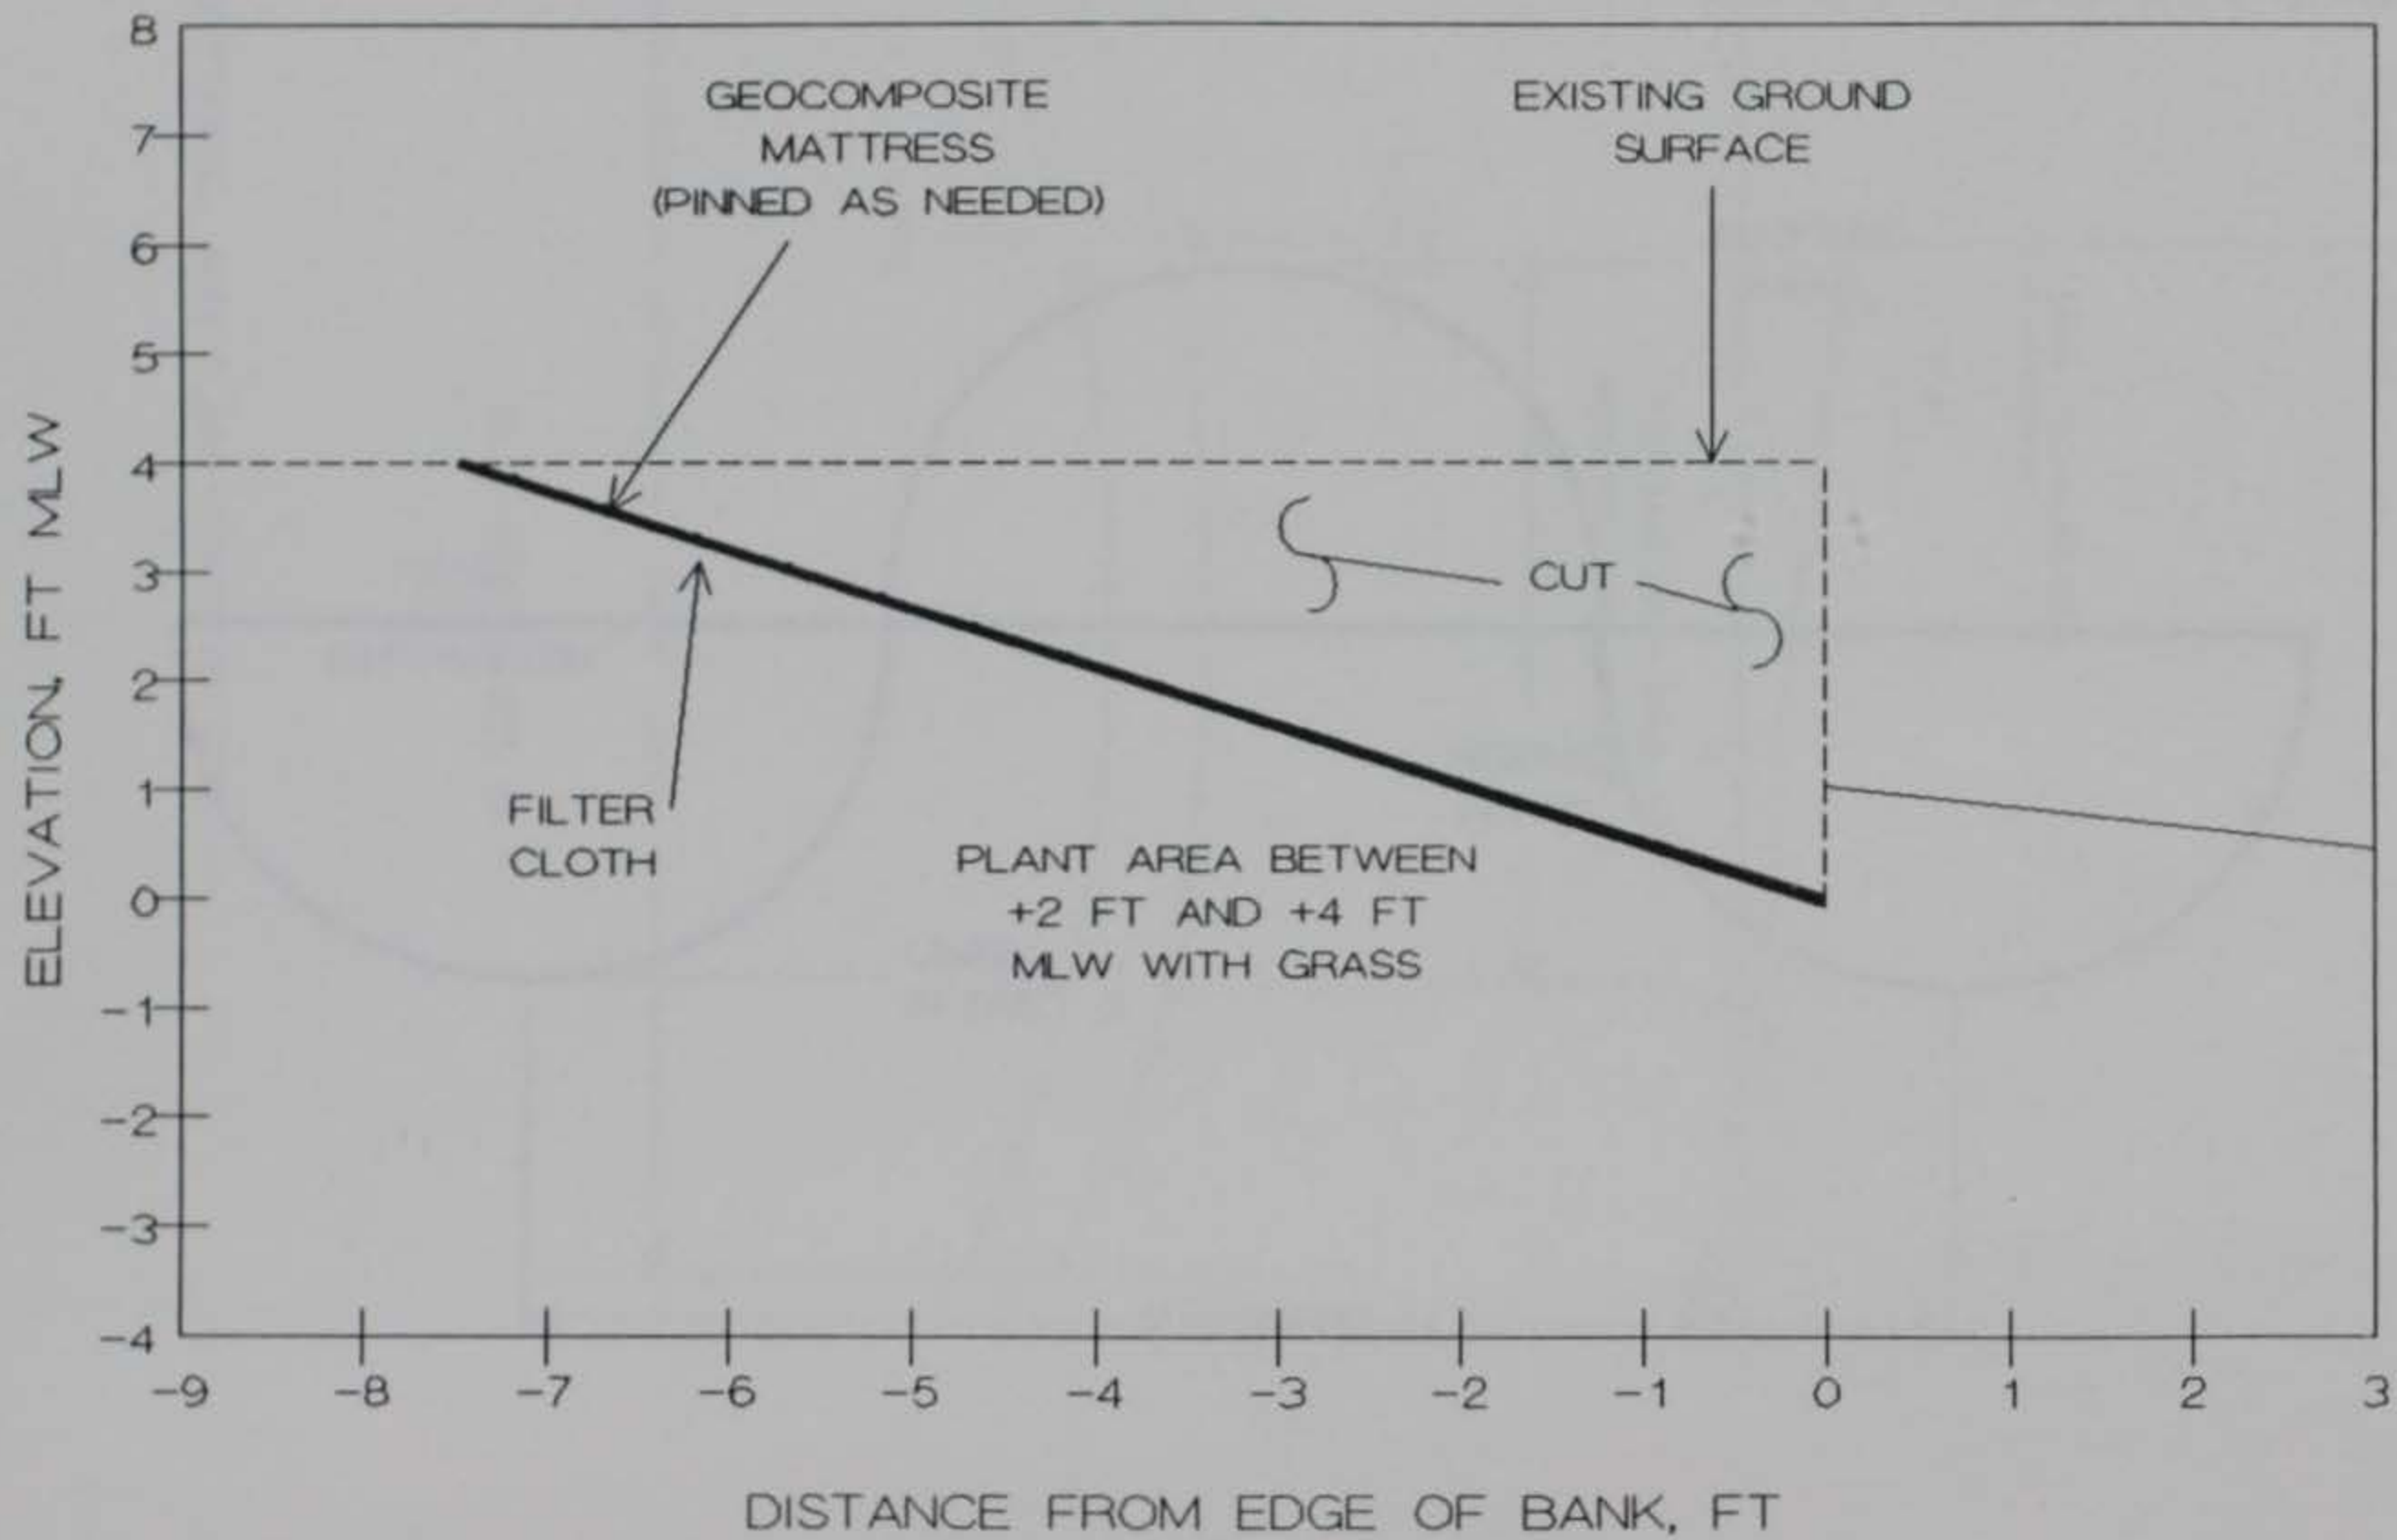 8
7
6
5
4
3
2
1
0
-1
-2
-3
-4
ELEVATION, FT MLW
GEOCOMPOSITE
MATTRESS
(PINNED AS NEEDED)
EXISTING GROUND
SURFACE
CUT
FILTER
CLOTH
PLANT AREA BETWEEN
+2 FT AND +4 FT
MLW WITH GRASS
-9 -8 -7 -6 -5 -4 -3 -2 -1 0 1 2 3
DISTANCE FROM EDGE OF BANK, FT